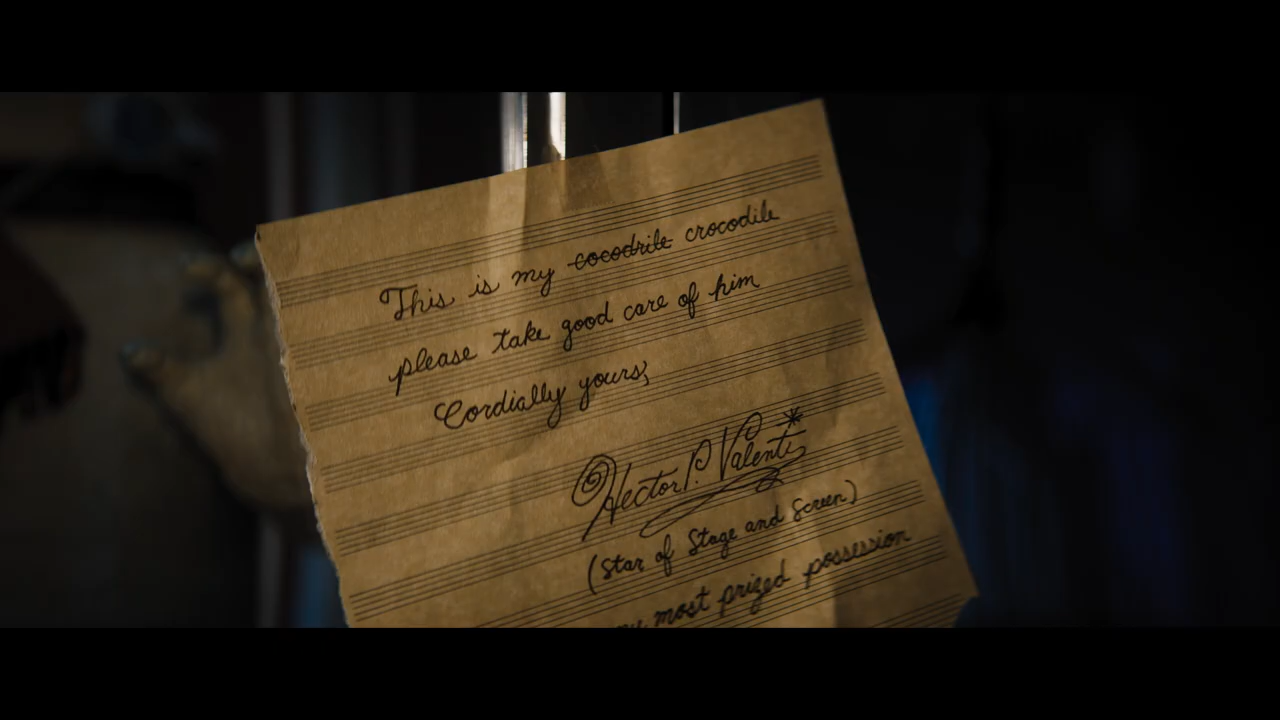 This is my cocodrile crocodile
please take good care of him
Cordially yours,
Hector P. Valenti
(Star of Stage and Screen)
my most prized possession